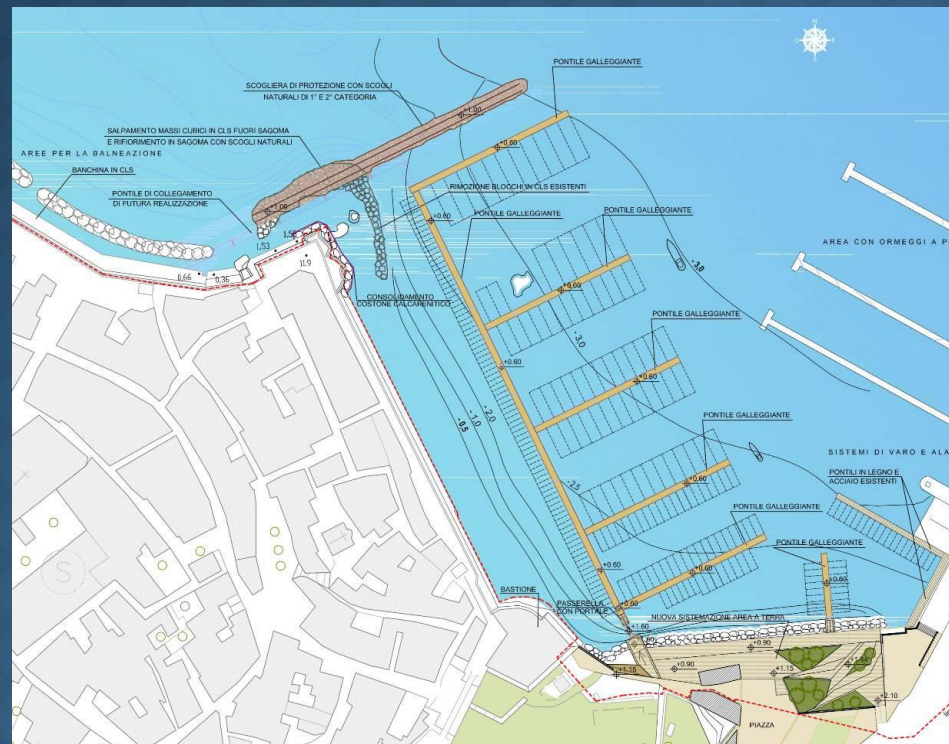 N
O
E
S
PONTILE GALLEGGIANTE
SCOGLIERA DI PROTEZIONE CON SCOGLI
NATURALI DI 1° E 2° CATEGORIA
+1.00
SALPAMENTO MASSI CUBICI IN CLS FUORI SAGOMA
E RIFIORIMENTO IN SAGOMA CON SCOGLI NATURALI
+0.60
AREE PER LA BALNEAZIONE
BANCHINA IN CLS
PONTILE DI COLLEGAMENTO
DI FUTURA REALIZZAZIONE
RIMOZIONE BLOCCHI IN CLS ESISTENTI
+1.00
+0.60
PONTILE GALLEGGIANTE
PONTILE GALLEGGIANTE
AREA CON ORMEGGI A P
1,53
11.9
0,66
0,36
-3.0
+0.60
CONSOLIDAMENTO
COSTONE CALCARENITICO
PONTILE GALLEGGIANTE
-3.0
+0.60
+0.60
-0.5
-1.0
-2.0
PONTILE GALLEGGIANTE
SISTEMI DI VARO E ALA
PONTILI IN LEGNO E
ACCIAIO ESISTENTI
-2.5
+0.60
PONTILE GALLEGGIANTE
PONTILE GALLEGGIANTE
S
+0.60
+0.60
+0.60
BASTIONE
PASSERELLA
CON PORTALE
+0.60
NUOVA SISTEMAZIONE AREA A TERRA
+1.60
+0.90
+1.15
+0.90
+1.15
+2.10
PIAZZA